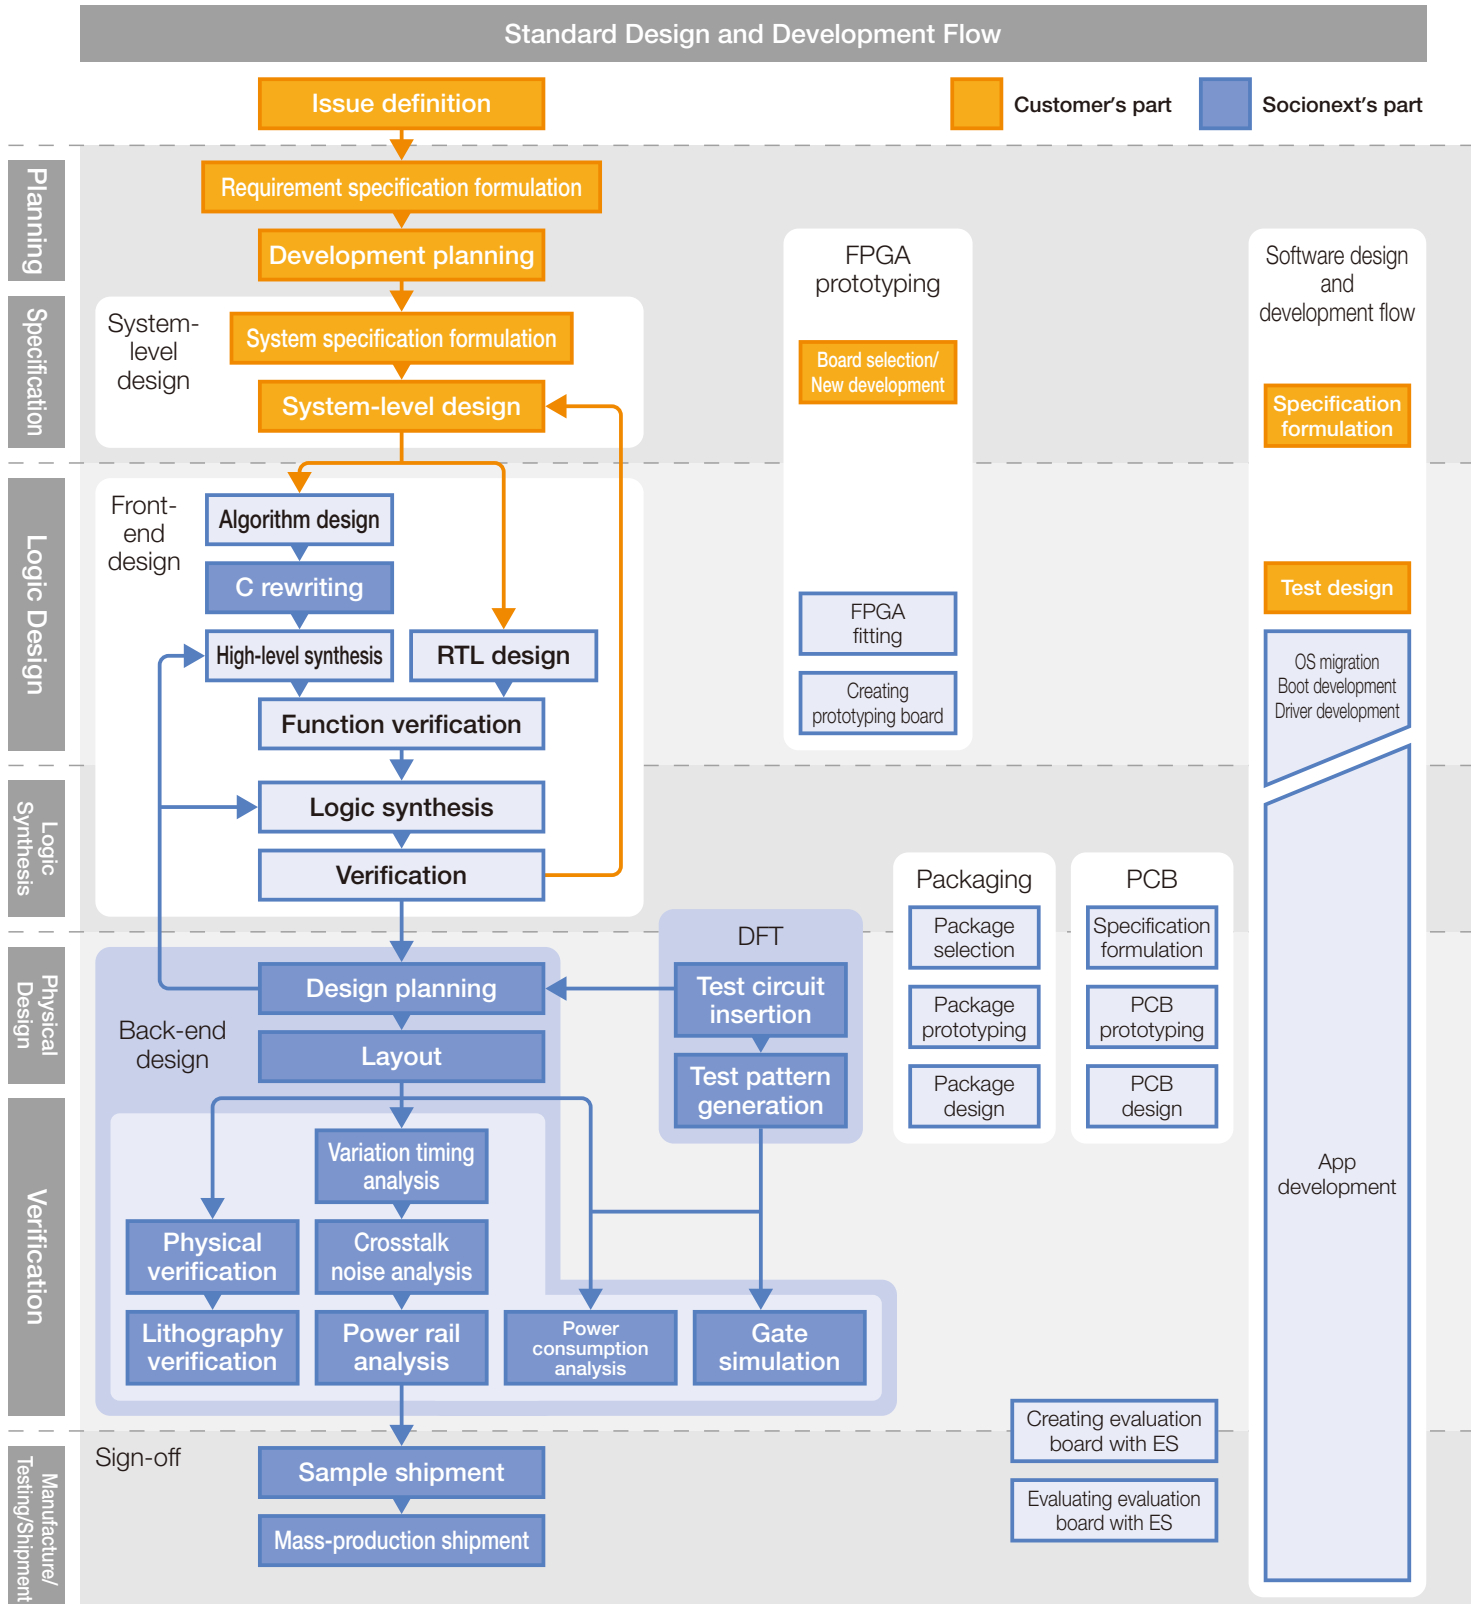 Standard Design and Development Flow
Issue definition
Customer's part
Socionext's part
Planning
Requirement specification formulation
Development planning
FPGA
prototyping
Software design
and
development flow
Specification
System-
level
design
System specification formulation
System-level design
Board selection/
New development
Specification
formulation
Logic Design
Front-
end
design
Algorithm design
C rewriting
High-level synthesis
RTL design
Function verification
FPGA
fitting
Creating
prototyping board
Test design
OS migration
Boot development
Driver development
Logic
Synthesis
Logic synthesis
Verification
Packaging
PCB
Package
selection
Specification
formulation
Physical
Design
DFT
Design planning
Test circuit
insertion
Package
prototyping
PCB
prototyping
Back-end
design
Layout
Test pattern
generation
Package
design
PCB
design
App
development
Verification
Variation timing
analysis
Physical
verification
Crosstalk
noise analysis
Lithography
verification
Power rail
analysis
Power
consumption
analysis
Gate
simulation
Creating evaluation
board with ES
Manufacture/
Testing/Shipment
Sign-off
Sample shipment
Evaluating evaluation
board with ES
Mass-production shipment